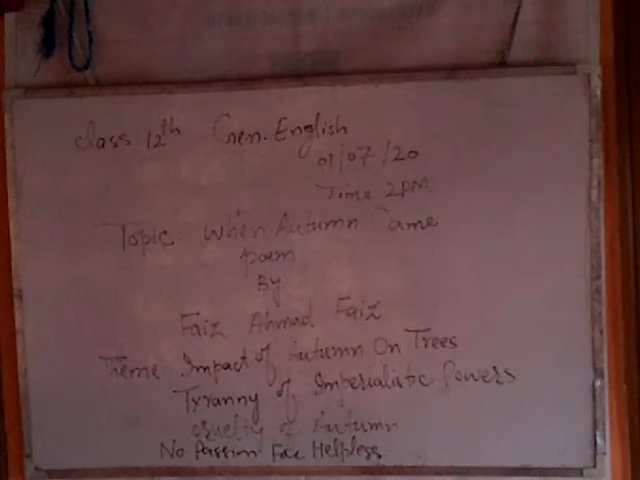 Class 12th Gen. English
01/07/20
Time 2PM
Topic When Autumn Came
Poem
By
Faiz Ahmad Faiz
Theme Impact of Autumn On Trees
Tyranny of Imperialistic Powers
cruelty of Autumn
No Passion For Helpless